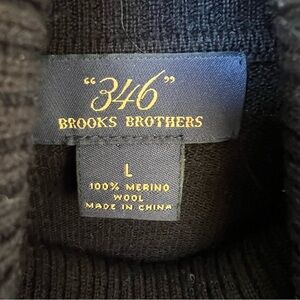 “346”
BROOKS BROTHERS
L
100% MERINO
WOOL
MADE IN CHINA